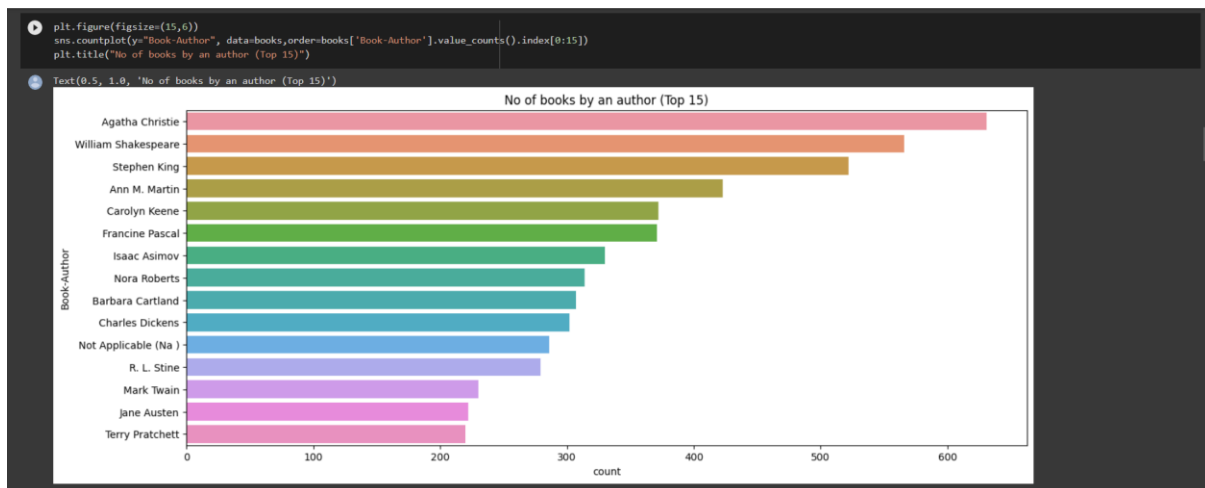 plt.figure(figsize=(15,6))
sns.countplot(y="Book-Author", data=books,order=books['Book-Author'].value_counts().index[0:15])
plt.title("No of books by an author (Top 15)")
Text(0.5, 1.0, 'No of books by an author (Top 15)')
No of books by an author (Top 15)
Book-Author
Agatha Christie
William Shakespeare
Stephen King
Ann M. Martin
Carolyn Keene
Francine Pascal
Isaac Asimov
Nora Roberts
Barbara Cartland
Charles Dickens
Not Applicable (Na )
R. L. Stine
Mark Twain
Jane Austen
Terry Pratchett
0 100 200 300 400 500 600
count